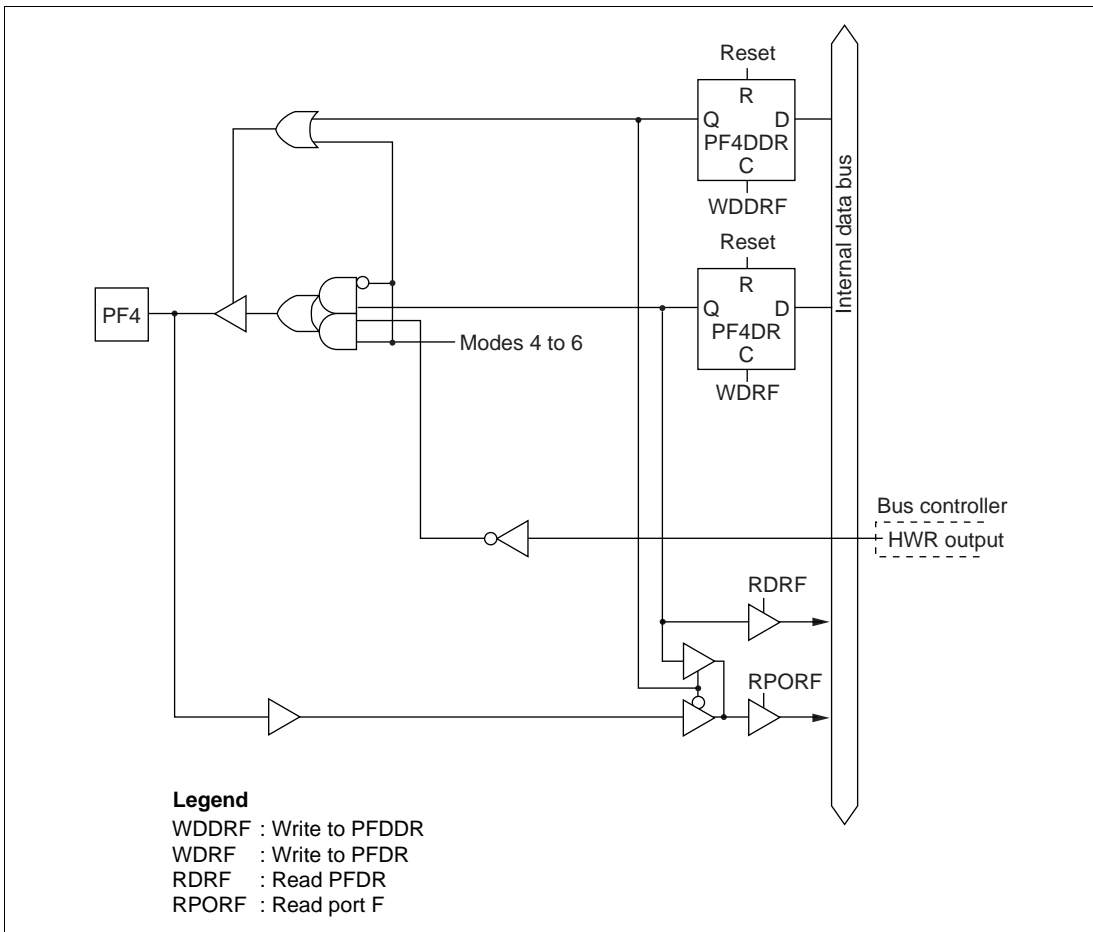 Reset
R
Q D
PF4DDR
C
WDDRF
Reset
R
Q D
PF4DR
C
WDRF
Internal data bus
PF4
Modes 4 to 6
Bus controller
HWR output
RDRF
RPORF
Legend
WDDRF : Write to PFDDR
WDRF : Write to PFDR
RDRF : Read PFDR
RPORF : Read port F